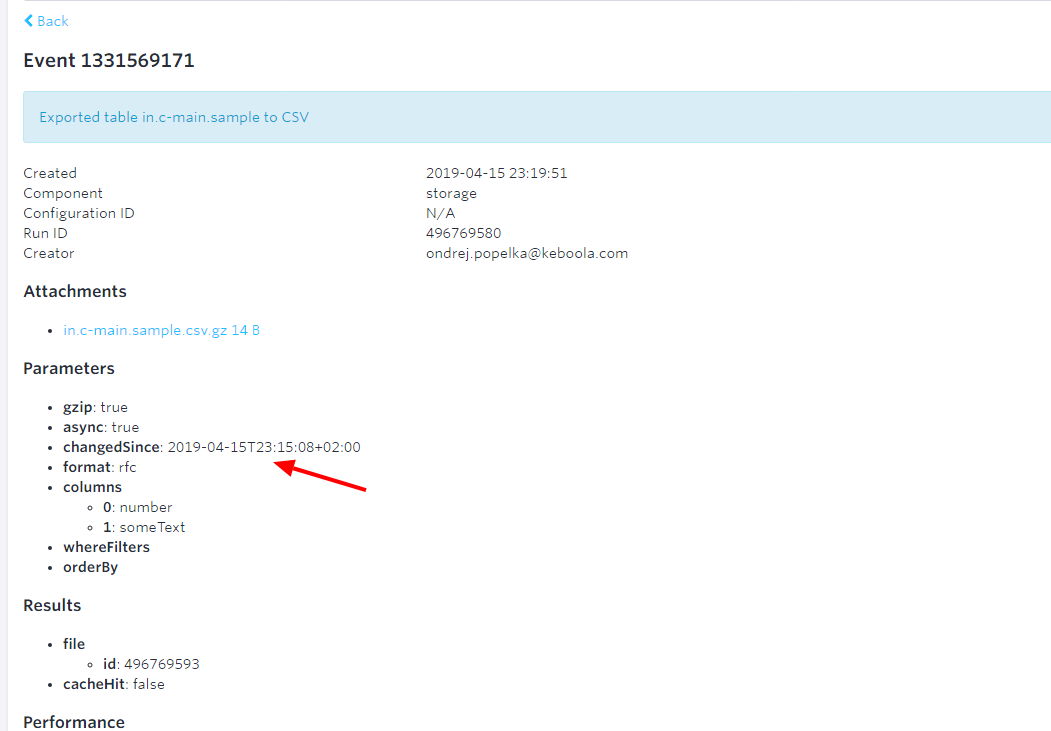 Back
Event 1331569171
Exported table in.c-main.sample to CSV
Created 2019-04-15 23:19:51
Component storage
Configuration ID N/A
Run ID 496769580
Creator ondrej.popelka@keboola.com
Attachments
in.c-main.sample.csv.gz 14 B
Parameters
gzip: true
async: true
changedSince: 2019-04-15T23:15:08+02:00
format: rfc
columns
0: number
1: someText
whereFilters
orderBy
Results
file
id: 496769593
cacheHit: false
Performance